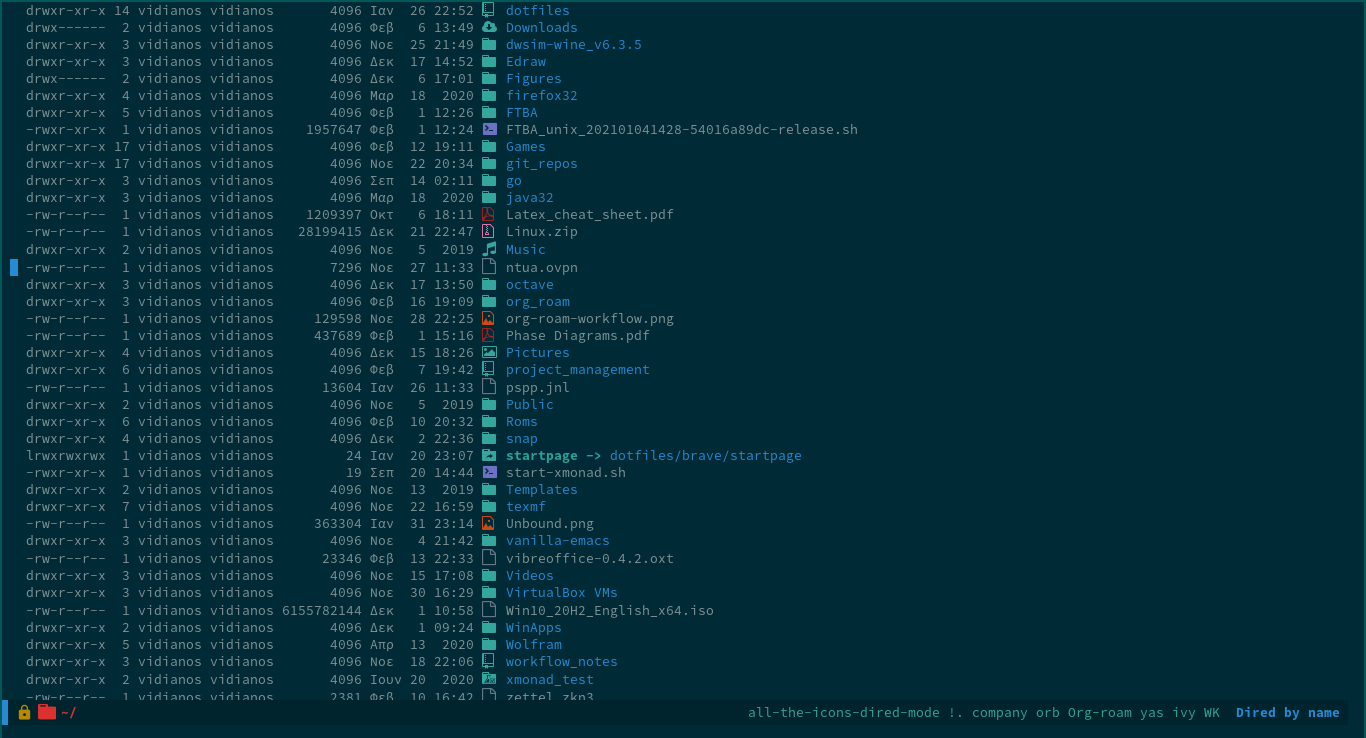 drwxr-xr-x 14 vidianos vidianos 4096 Ιαν 26 22:52 dotfiles
drwx------ 2 vidianos vidianos 4096 Φεβ 6 13:49 Downloads
drwxr-xr-x 3 vidianos vidianos 4096 Νοε 25 21:49 dwsim-wine_v6.3.5
drwxr-xr-x 3 vidianos vidianos 4096 Δεκ 17 14:52 Edraw
drwx------ 2 vidianos vidianos 4096 Δεκ 6 17:01 Figures
drwxr-xr-x 4 vidianos vidianos 4096 Μαρ 18 2020 firefox32
drwxr-xr-x 5 vidianos vidianos 4096 Φεβ 1 12:26 FTBA
-rwxr-xr-x 1 vidianos vidianos 1957647 Φεβ 1 12:24 FTBA_unix_202101041428-54016a89dc-release.sh
drwxr-xr-x 17 vidianos vidianos 4096 Φεβ 12 19:11 Games
drwxr-xr-x 17 vidianos vidianos 4096 Νοε 22 20:34 git_repos
drwxr-xr-x 3 vidianos vidianos 4096 Σεπ 14 02:11 go
drwxr-xr-x 3 vidianos vidianos 4096 Μαρ 18 2020 java32
-rw-r--r-- 1 vidianos vidianos 1209397 Οκτ 6 18:11 Latex_cheat_sheet.pdf
-rw-r--r-- 1 vidianos vidianos 28199415 Δεκ 21 22:47 Linux.zip
drwxr-xr-x 2 vidianos vidianos 4096 Νοε 5 2019 Music
-rw-r--r-- 1 vidianos vidianos 7296 Νοε 27 11:33 ntua.ovpn
drwxr-xr-x 3 vidianos vidianos 4096 Δεκ 17 13:50 octave
drwxr-xr-x 3 vidianos vidianos 4096 Φεβ 16 19:09 org_roam
-rw-r--r-- 1 vidianos vidianos 129598 Νοε 28 22:25 org-roam-workflow.png
-rw-r--r-- 1 vidianos vidianos 437689 Φεβ 1 15:16 Phase Diagrams.pdf
drwxr-xr-x 4 vidianos vidianos 4096 Δεκ 15 18:26 Pictures
drwxr-xr-x 6 vidianos vidianos 4096 Φεβ 7 19:42 project_management
-rw-r--r-- 1 vidianos vidianos 13604 Ιαν 26 11:33 pspp.jnl
drwxr-xr-x 2 vidianos vidianos 4096 Νοε 5 2019 Public
drwxr-xr-x 6 vidianos vidianos 4096 Φεβ 10 20:32 Roms
drwxr-xr-x 4 vidianos vidianos 4096 Δεκ 2 22:36 snap
lrwxrwxrwx 1 vidianos vidianos 24 Ιαν 20 23:07 startpage -> dotfiles/brave/startpage
-rwxr-xr-x 1 vidianos vidianos 19 Σεπ 20 14:44 start-xmonad.sh
drwxr-xr-x 2 vidianos vidianos 4096 Νοε 13 2019 Templates
drwxr-xr-x 7 vidianos vidianos 4096 Νοε 22 16:59 texmf
-rw-r--r-- 1 vidianos vidianos 363304 Ιαν 31 23:14 Unbound.png
drwxr-xr-x 3 vidianos vidianos 4096 Νοε 4 21:42 vanilla-emacs
-rw-r--r-- 1 vidianos vidianos 23346 Φεβ 13 22:33 vibreoffice-0.4.2.oxt
drwxr-xr-x 3 vidianos vidianos 4096 Νοε 15 17:08 Videos
drwxr-xr-x 3 vidianos vidianos 4096 Νοε 30 16:29 VirtualBox VMs
-rw-r--r-- 1 vidianos vidianos 6155782144 Δεκ 1 10:58 Win10_20H2_English_x64.iso
drwxr-xr-x 2 vidianos vidianos 4096 Δεκ 1 09:24 WinApps
drwxr-xr-x 5 vidianos vidianos 4096 Απρ 13 2020 Wolfram
drwxr-xr-x 3 vidianos vidianos 4096 Νοε 18 22:06 workflow_notes
drwxr-xr-x 2 vidianos vidianos 4096 Ιουν 20 2020 xmonad_test
-rw-r--r-- 1 vidianos vidianos 2381 Φεβ 10 16:42 zettel.zkn3
~/ all-the-icons-dired-mode !. company orb Org-roam yas ivy WK Dired by name